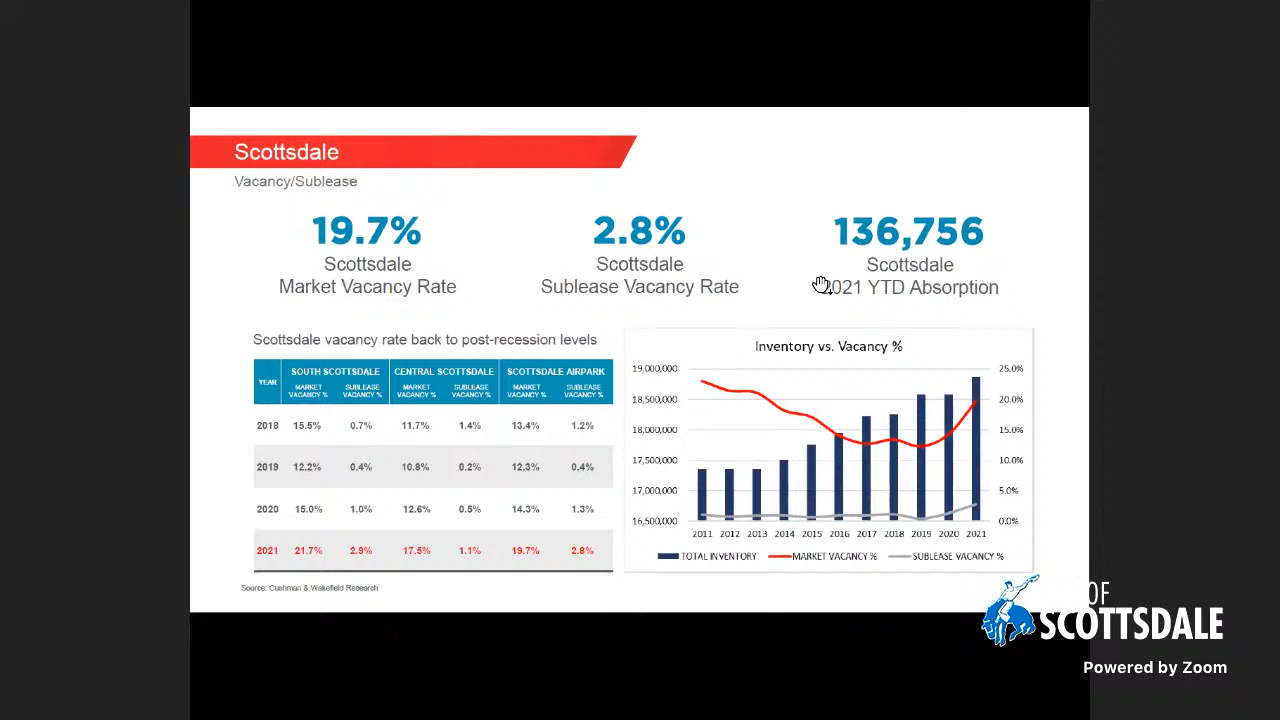 Scottsdale
Vacancy/Sublease
19.7%
Scottsdale
Market Vacancy Rate
2.8%
Scottsdale
Sublease Vacancy Rate
136,756
Scottsdale
2021 YTD Absorption
Scottsdale vacancy rate back to post-recession levels
YEAR SOUTH SCOTTSDALE CENTRAL SCOTTSDALE SCOTTSDALE AIRPARK
MARKET VACANCY % SUBLEASE VACANCY % MARKET VACANCY % SUBLEASE VACANCY % MARKET VACANCY % SUBLEASE VACANCY %
2018 15.5% 0.7% 11.7% 1.4% 13.4% 1.2%
2019 12.2% 0.4% 10.8% 0.2% 12.3% 0.4%
2020 15.0% 1.0% 12.6% 0.5% 14.3% 1.3%
2021 21.7% 2.9% 17.5% 1.1% 19.7% 2.8%
Source: Cushman & Wakefield Research
Inventory vs. Vacancy %
19,000,000 25.0%
18,500,000 20.0%
18,000,000 15.0%
17,500,000 10.0%
17,000,000 5.0%
16,500,000 0.0%
2011 2012 2013 2014 2015 2016 2017 2018 2019 2020 2021
TOTAL INVENTORY MARKET VACANCY % SUBLEASE VACANCY %
OF
SCOTTSDALE
Powered by Zoom